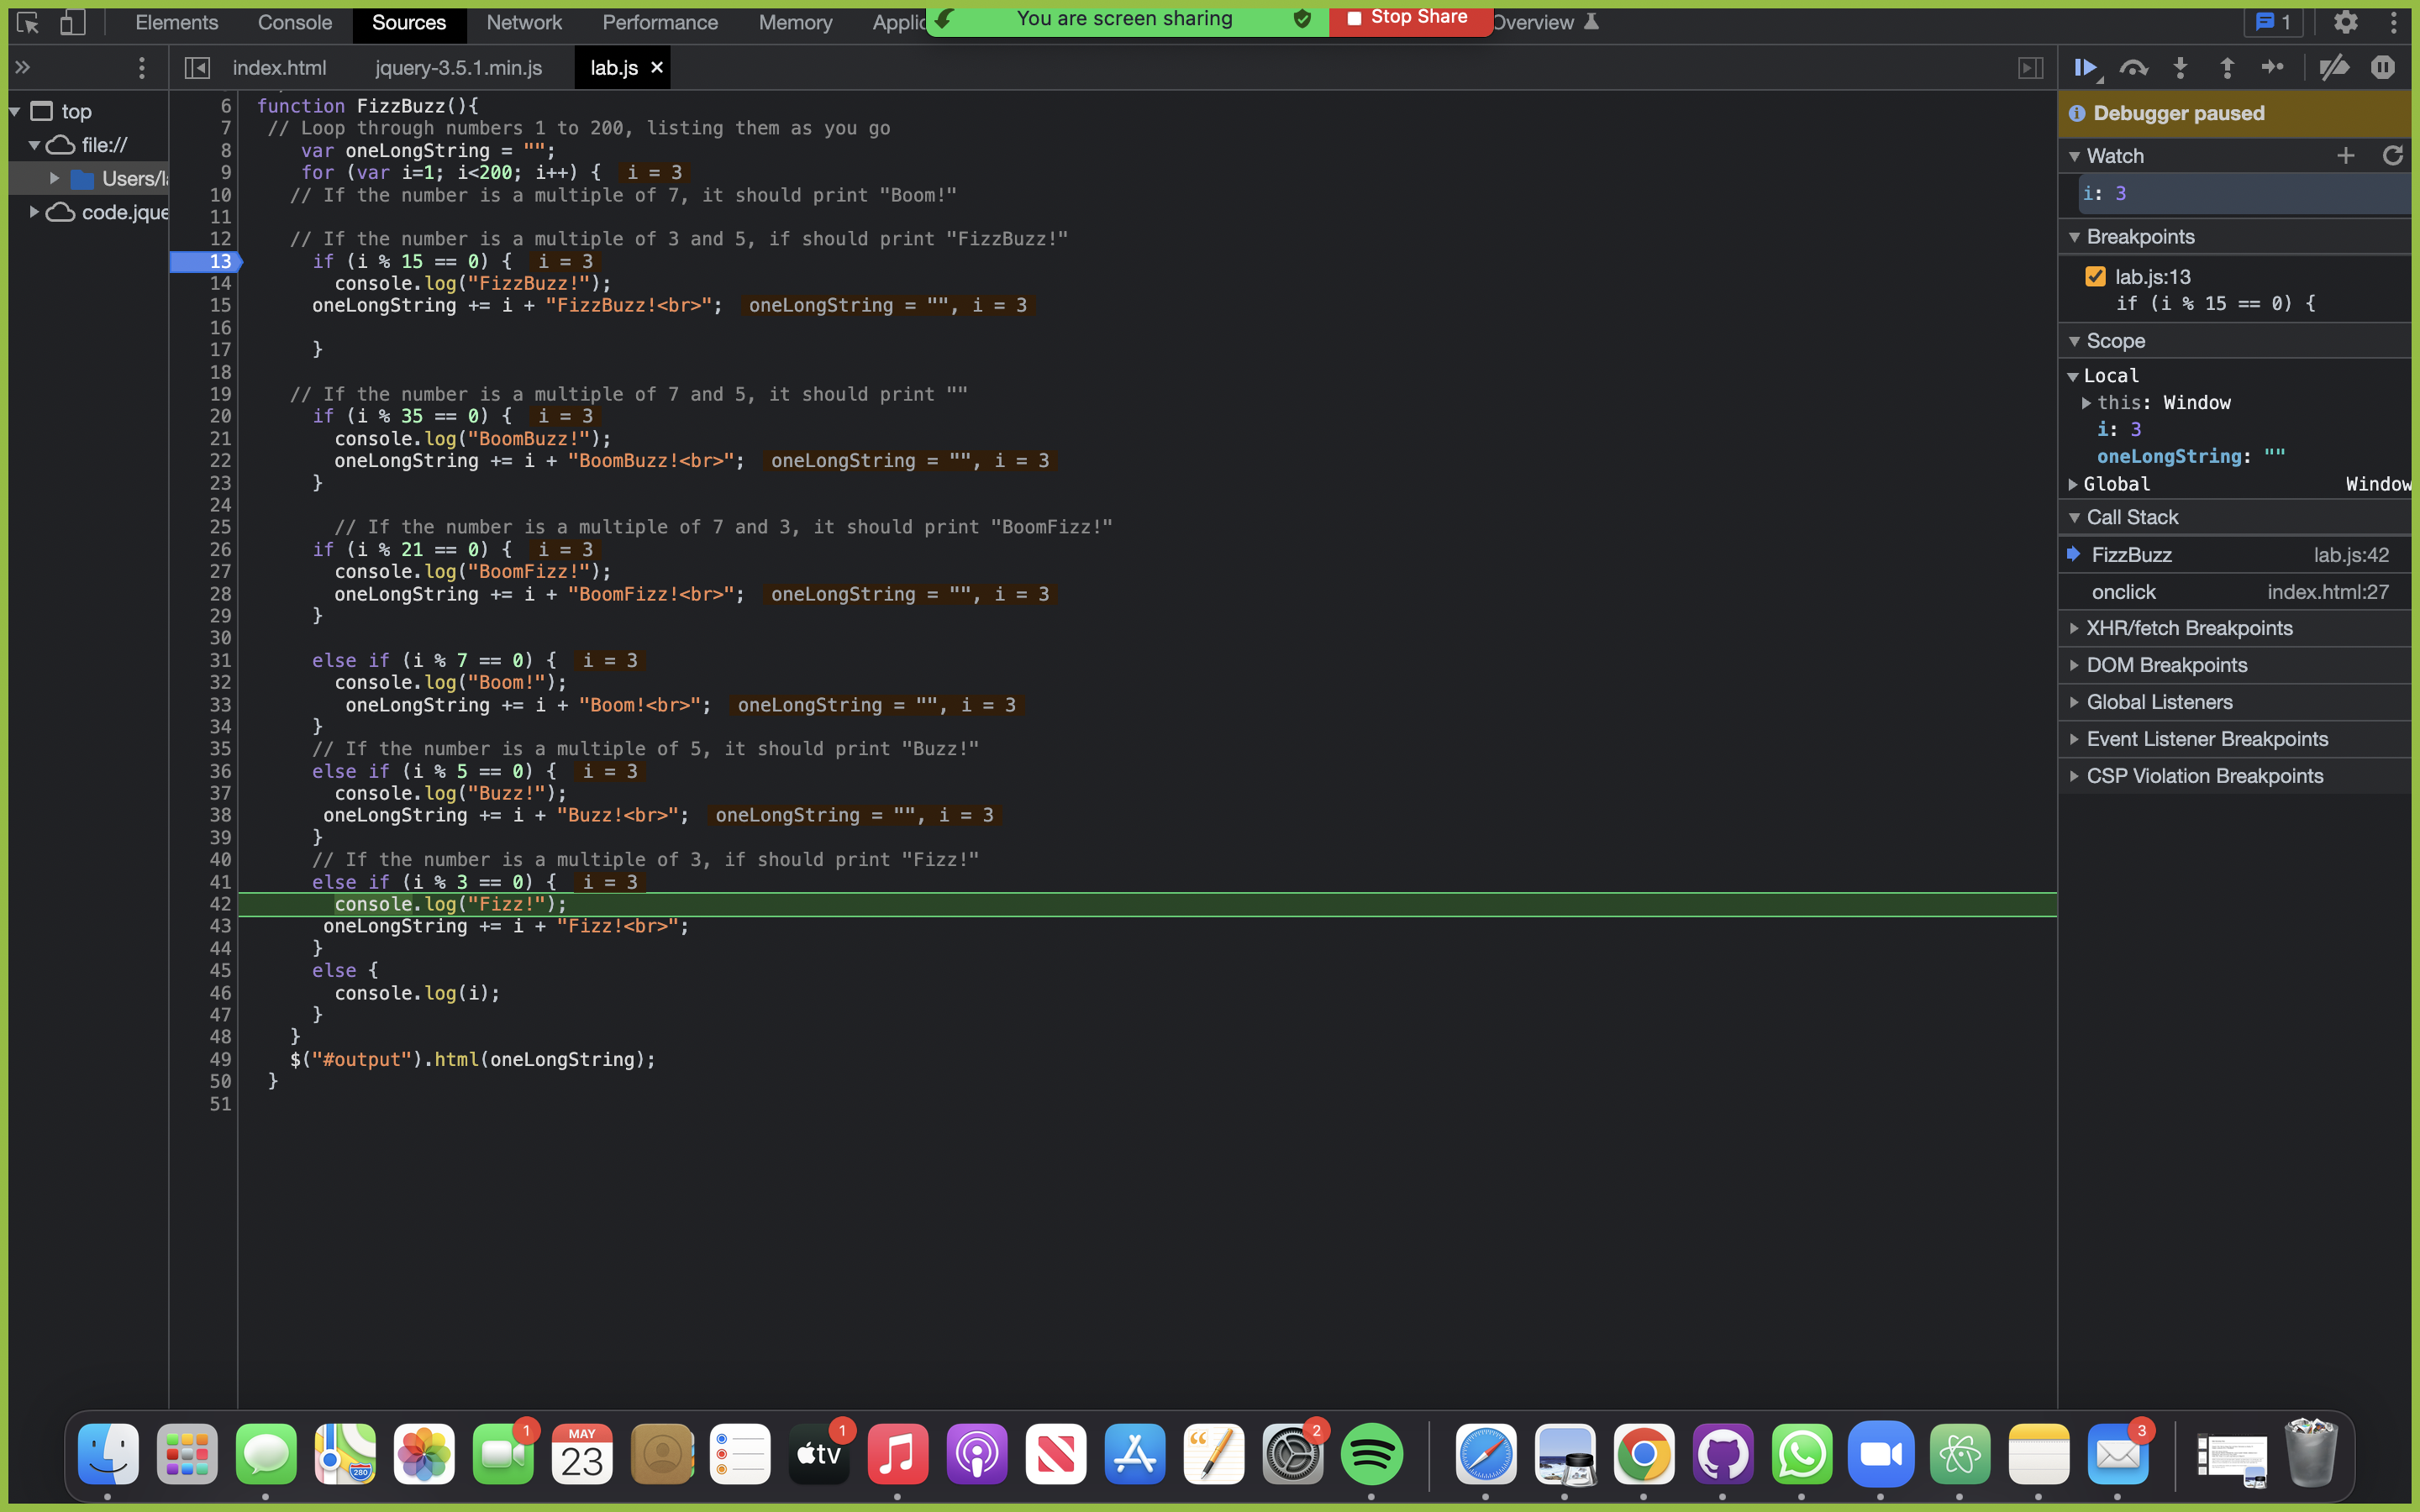 Elements Console Sources Network Performance Memory Applic You are screen sharing Stop Share Overview 1
index.html jquery-3.5.1.min.js lab.js ×
top
file://
Users/l
code.jque
6 function FizzBuzz(){
7 // Loop through numbers 1 to 200, listing them as you go
8 var oneLongString = "";
9 for (var i=1; i<200; i++) { i = 3
10 // If the number is a multiple of 7, it should print "Boom!"
11
12 // If the number is a multiple of 3 and 5, if should print "FizzBuzz!"
13 if (i % 15 == 0) { i = 3
14 console.log("FizzBuzz!");
15 oneLongString += i + "FizzBuzz!<br>"; oneLongString = "", i = 3
16
17 }
18
19 // If the number is a multiple of 7 and 5, it should print ""
20 if (i % 35 == 0) { i = 3
21 console.log("BoomBuzz!");
22 oneLongString += i + "BoomBuzz!<br>"; oneLongString = "", i = 3
23 }
24
25 // If the number is a multiple of 7 and 3, it should print "BoomFizz!"
26 if (i % 21 == 0) { i = 3
27 console.log("BoomFizz!");
28 oneLongString += i + "BoomFizz!<br>"; oneLongString = "", i = 3
29 }
30
31 else if (i % 7 == 0) { i = 3
32 console.log("Boom!");
33 oneLongString += i + "Boom!<br>"; oneLongString = "", i = 3
34 }
35 // If the number is a multiple of 5, it should print "Buzz!"
36 else if (i % 5 == 0) { i = 3
37 console.log("Buzz!");
38 oneLongString += i + "Buzz!<br>"; oneLongString = "", i = 3
39 }
40 // If the number is a multiple of 3, if should print "Fizz!"
41 else if (i % 3 == 0) { i = 3
42 console.log("Fizz!");
43 oneLongString += i + "Fizz!<br>";
44 }
45 else {
46 console.log(i);
47 }
48 }
49 $("#output").html(oneLongString);
50 }
51
Debugger paused
Watch
i: 3
Breakpoints
lab.js:13
if (i % 15 == 0) {
Scope
Local
this: Window
i: 3
oneLongString: ""
Global Window
Call Stack
FizzBuzz lab.js:42
onclick index.html:27
XHR/fetch Breakpoints
DOM Breakpoints
Global Listeners
Event Listener Breakpoints
CSP Violation Breakpoints
1 1 2 3
MAY
23
280
tv